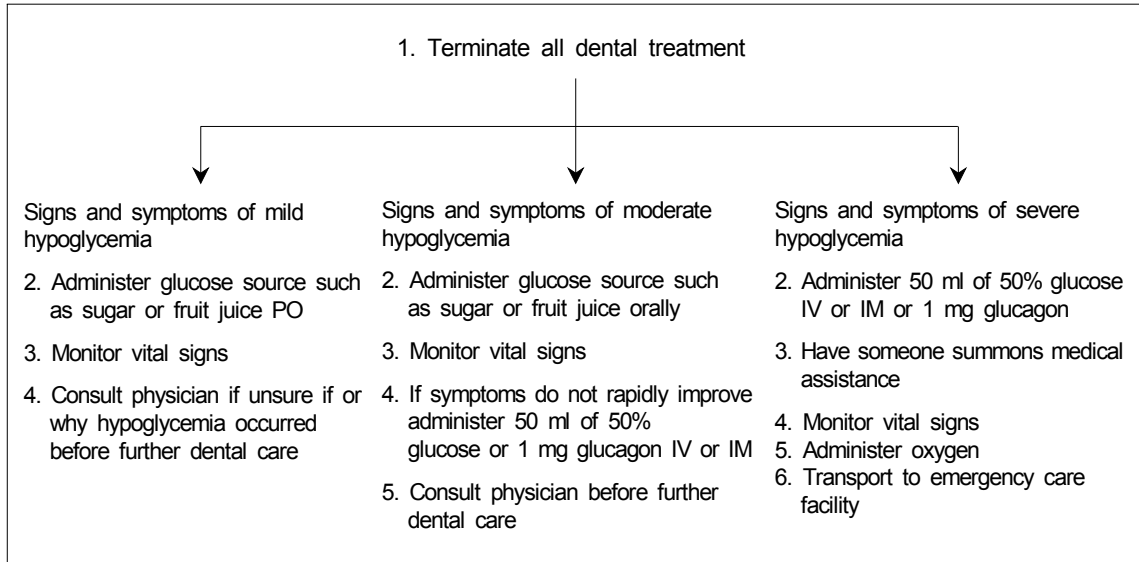 1. Terminate all dental treatment
Signs and symptoms of mild
hypoglycemia
2. Administer glucose source such
as sugar or fruit juice PO
3. Monitor vital signs
4. Consult physician if unsure if or
why hypoglycemia occurred
before further dental care
Signs and symptoms of moderate
hypoglycemia
2. Administer glucose source such
as sugar or fruit juice orally
3. Monitor vital signs
4. If symptoms do not rapidly improve
administer 50 ml of 50%
glucose or 1 mg glucagon IV or IM
5. Consult physician before further
dental care
Signs and symptoms of severe
hypoglycemia
2. Administer 50 ml of 50% glucose
IV or IM or 1 mg glucagon
3. Have someone summons medical
assistance
4. Monitor vital signs
5. Administer oxygen
6. Transport to emergency care
facility